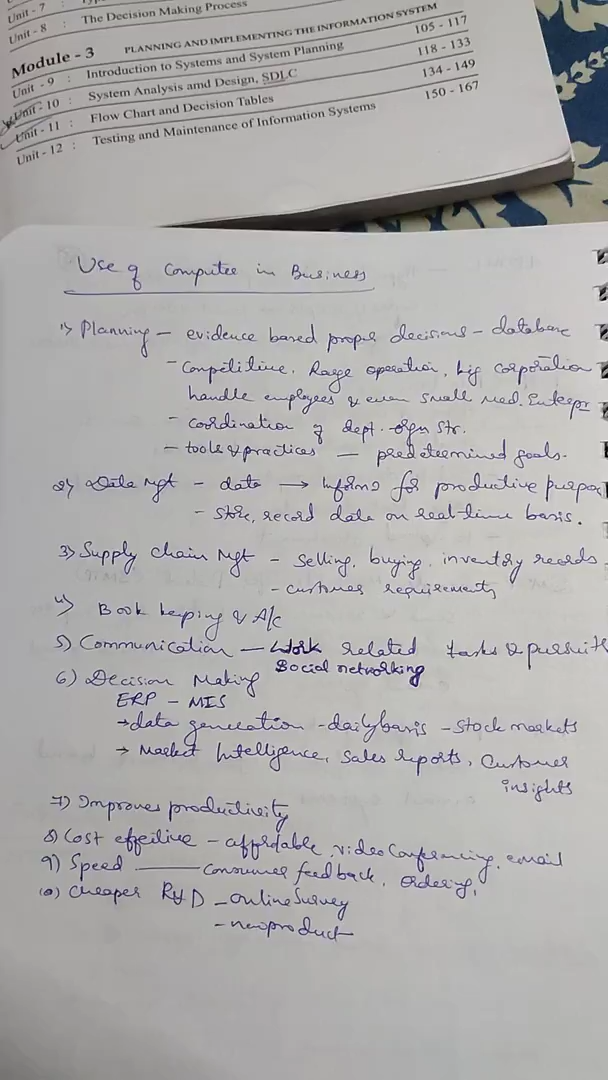 Unit - 7 :
Unit - 8 : The Decision Making Process
Module - 3 PLANNING AND IMPLEMENTING THE INFORMATION SYSTEM
Unit - 9 : Introduction to Systems and System Planning 105 - 117
Unit - 10 : System Analysis amd Design, SDLC 118 - 133
Unit - 11 : Flow Chart and Decision Tables 134 - 149
Unit - 12 : Testing and Maintenance of Information Systems 150 - 167
Use of Computer in Business
1) Planning - evidence based proper decisions - database
- Competitive, large operation, big corporation
handle employees & even small med. Enterpr
- coordination of dept. orgn str.
- tools & practices - predetermined goals.
2) Data Mgt - data → Informn for productive purpos
- store, record data on real-time basis.
3) Supply chain Mgt - selling, buying, inventory records
- customer requirements
4) Book keeping & A/c
5) Communication - Work related tasks & pursuits
Social networking
6) Decision Making
ERP - MIS
→ data generation - daily basis - stock markets
→ Market Intelligence, Sales reports, Customer
insights
7) Improves productivity
8) Cost effective - affordable, video Conferencing, email
9) Speed - consumer feedback, ordering,
10) Cheaper R & D - online Survey
- new product